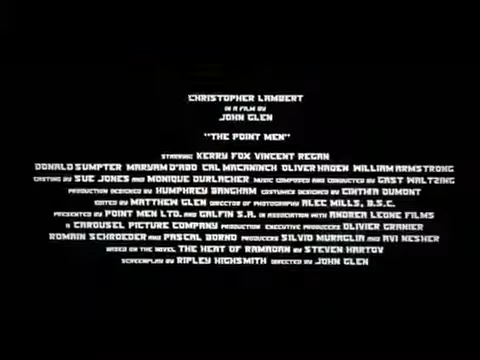 CHRISTOPHER LAMBERT
IN A FILM BY
JOHN GLEN
"THE POINT MEN"
STARRING KERRY FOX VINCENT REGAN
DONALD SUMPTER MARYAM D'ABO CAL MACANINCH OLIVER HADEN WILLIAM ARMSTRONG
CASTING BY SUE JONES AND MONIQUE DURLACHER MUSIC COMPOSED AND CONDUCTED BY GAST WALTZING
PRODUCTION DESIGNED BY HUMPHREY BANGHAM COSTUMES DESIGNED BY CINTHIA DUMONT
EDITED BY MATTHEW GLEN DIRECTOR OF PHOTOGRAPHY ALEC MILLS, B.S.C.
PRESENTED BY POINT MEN LTD. AND GALFIN S.A. IN ASSOCIATION WITH ANDREA LEONE FILMS
A CAROUSEL PICTURE COMPANY PRODUCTION EXECUTIVE PRODUCERS OLIVIER GRANIER
ROMAIN SCHROEDER AND PASCAL BORNO PRODUCERS SILVIO MURAGLIA AND AVI NESHER
BASED ON THE NOVEL THE HEAT OF RAMADAN BY STEVEN HARTOV
SCREENPLAY BY RIPLEY HIGHSMITH DIRECTED BY JOHN GLEN